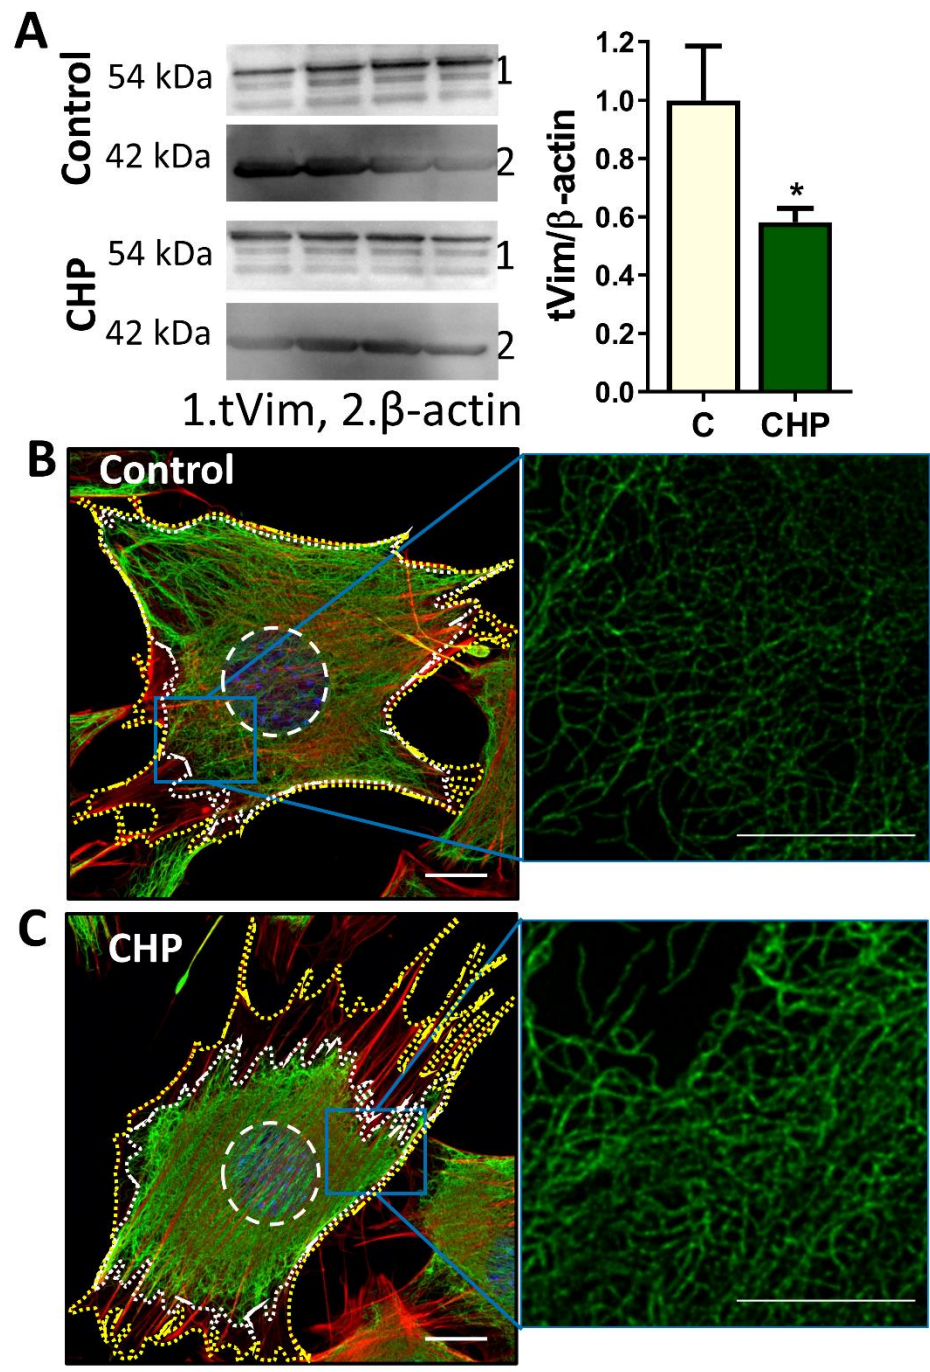 A
Control
54 kDa
1
42 kDa
2
CHP
54 kDa
1
42 kDa
2
1.tVim, 2.β-actin
tVim/β-actin
1.2
1.0
0.8
0.6
0.4
0.2
0.0
*
C
CHP
B
Control
C
CHP